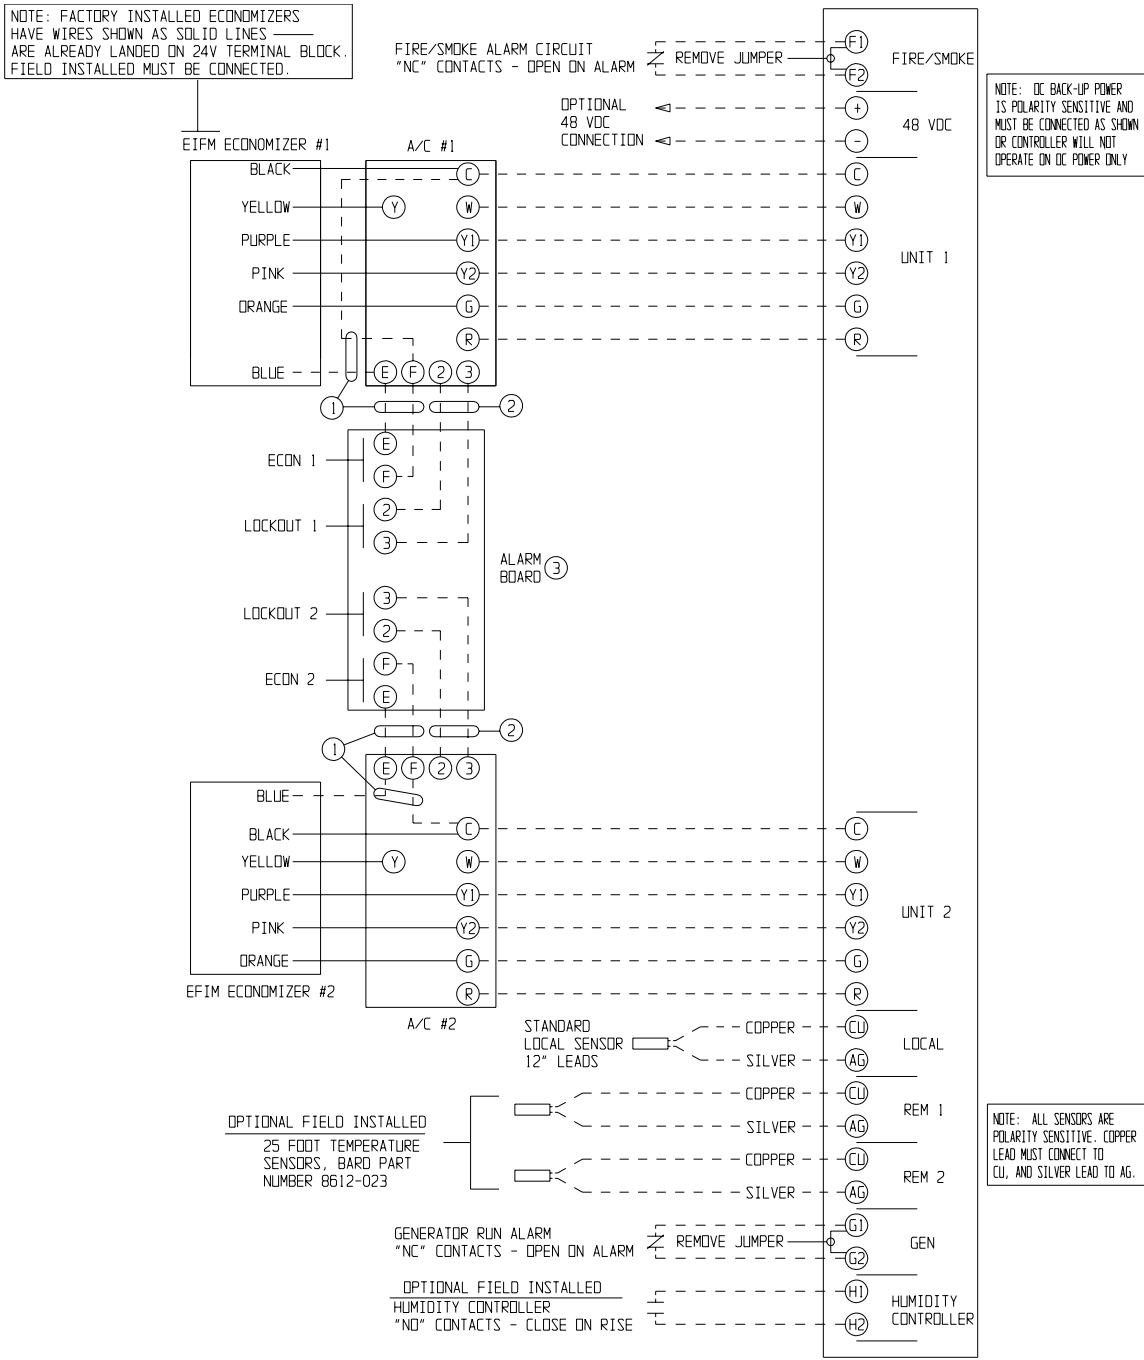 NOTE: FACTORY INSTALLED ECONOMIZERS
HAVE WIRES SHOWN AS SOLID LINES
ARE ALREADY LANDED ON 24V TERMINAL BLOCK.
FIELD INSTALLED MUST BE CONNECTED.
FIRE/SMOKE ALARM CIRCUIT
"NC" CONTACTS - OPEN ON ALARM
REMOVE JUMPER
F1
F2
FIRE/SMOKE
OPTIONAL
48 VDC
CONNECTION
+
-
48 VDC
NOTE: DC BACK-UP POWER
IS POLARITY SENSITIVE AND
MUST BE CONNECTED AS SHOWN
OR CONTROLLER WILL NOT
OPERATE ON DC POWER ONLY
EIFM ECONOMIZER #1
A/C #1
BLACK
C
C
YELLOW
Y
W
W
PURPLE
Y1
Y1
UNIT 1
PINK
Y2
Y2
ORANGE
G
G
R
R
BLUE
E
F
2
3
1
2
ECON 1
E
F
LOCKOUT 1
2
3
ALARM
BOARD
3
LOCKOUT 2
3
2
ECON 2
F
E
1
2
E
F
2
3
BLUE
BLACK
C
C
YELLOW
Y
W
W
PURPLE
Y1
Y1
UNIT 2
PINK
Y2
Y2
ORANGE
G
G
EFIM ECONOMIZER #2
R
R
A/C #2
STANDARD
LOCAL SENSOR
12" LEADS
COPPER
CU
SILVER
AG
LOCAL
OPTIONAL FIELD INSTALLED
25 FOOT TEMPERATURE
SENSORS, BARD PART
NUMBER 8612-023
COPPER
CU
SILVER
AG
REM 1
COPPER
CU
SILVER
AG
REM 2
NOTE: ALL SENSORS ARE
POLARITY SENSITIVE. COPPER
LEAD MUST CONNECT TO
CU, AND SILVER LEAD TO AG.
GENERATOR RUN ALARM
"NC" CONTACTS - OPEN ON ALARM
REMOVE JUMPER
G1
G2
GEN
OPTIONAL FIELD INSTALLED
HUMIDITY CONTROLLER
"NO" CONTACTS - CLOSE ON RISE
H1
H2
HUMIDITY
CONTROLLER